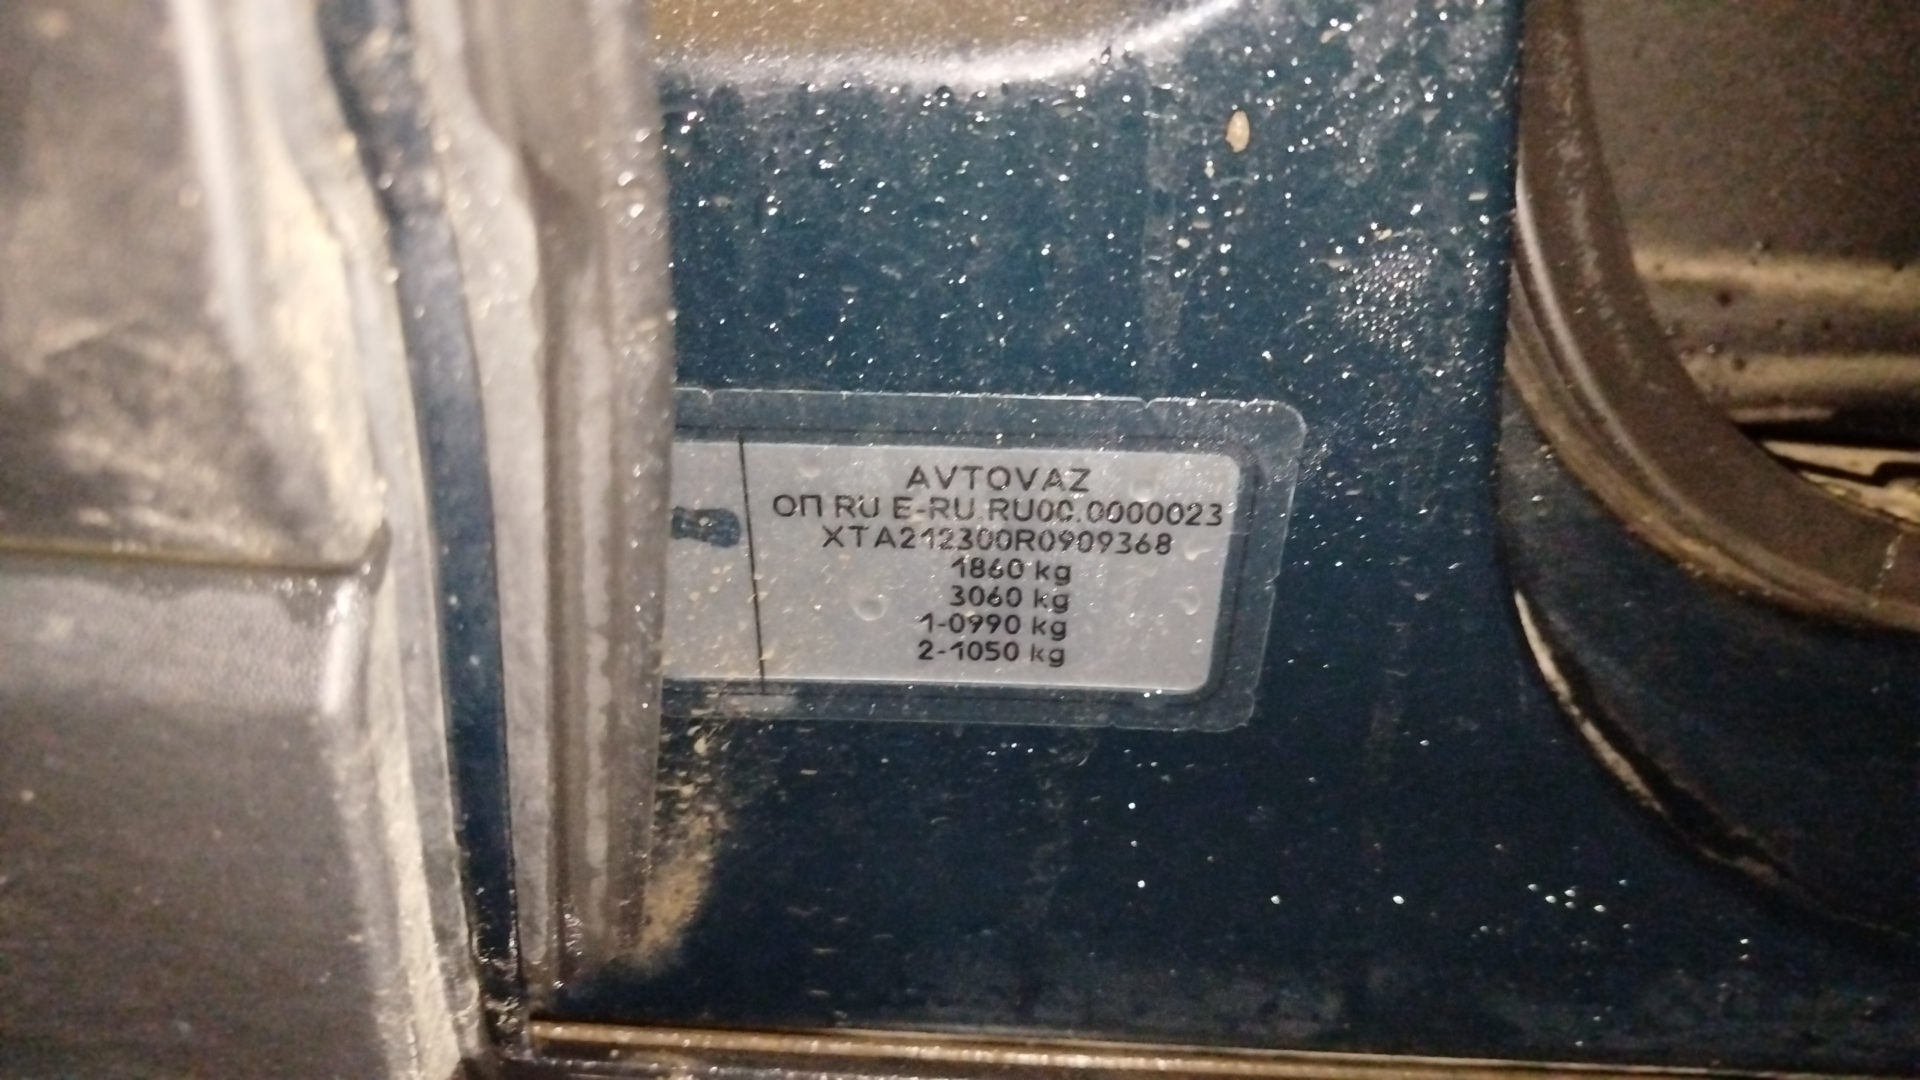 AVTOVAZ
ОП RU E-RU.RU00.0000023
XTA212300R0909368
1860 kg
3060 kg
1-0990 kg
2-1050 kg